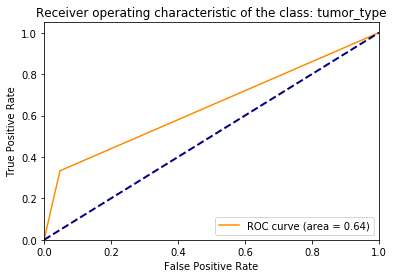 Receiver operating characteristic of the class: tumor_type
True Positive Rate
1.0
0.8
0.6
0.4
0.2
0.0
ROC curve (area = 0.64)
0.0 0.2 0.4 0.6 0.8 1.0
False Positive Rate